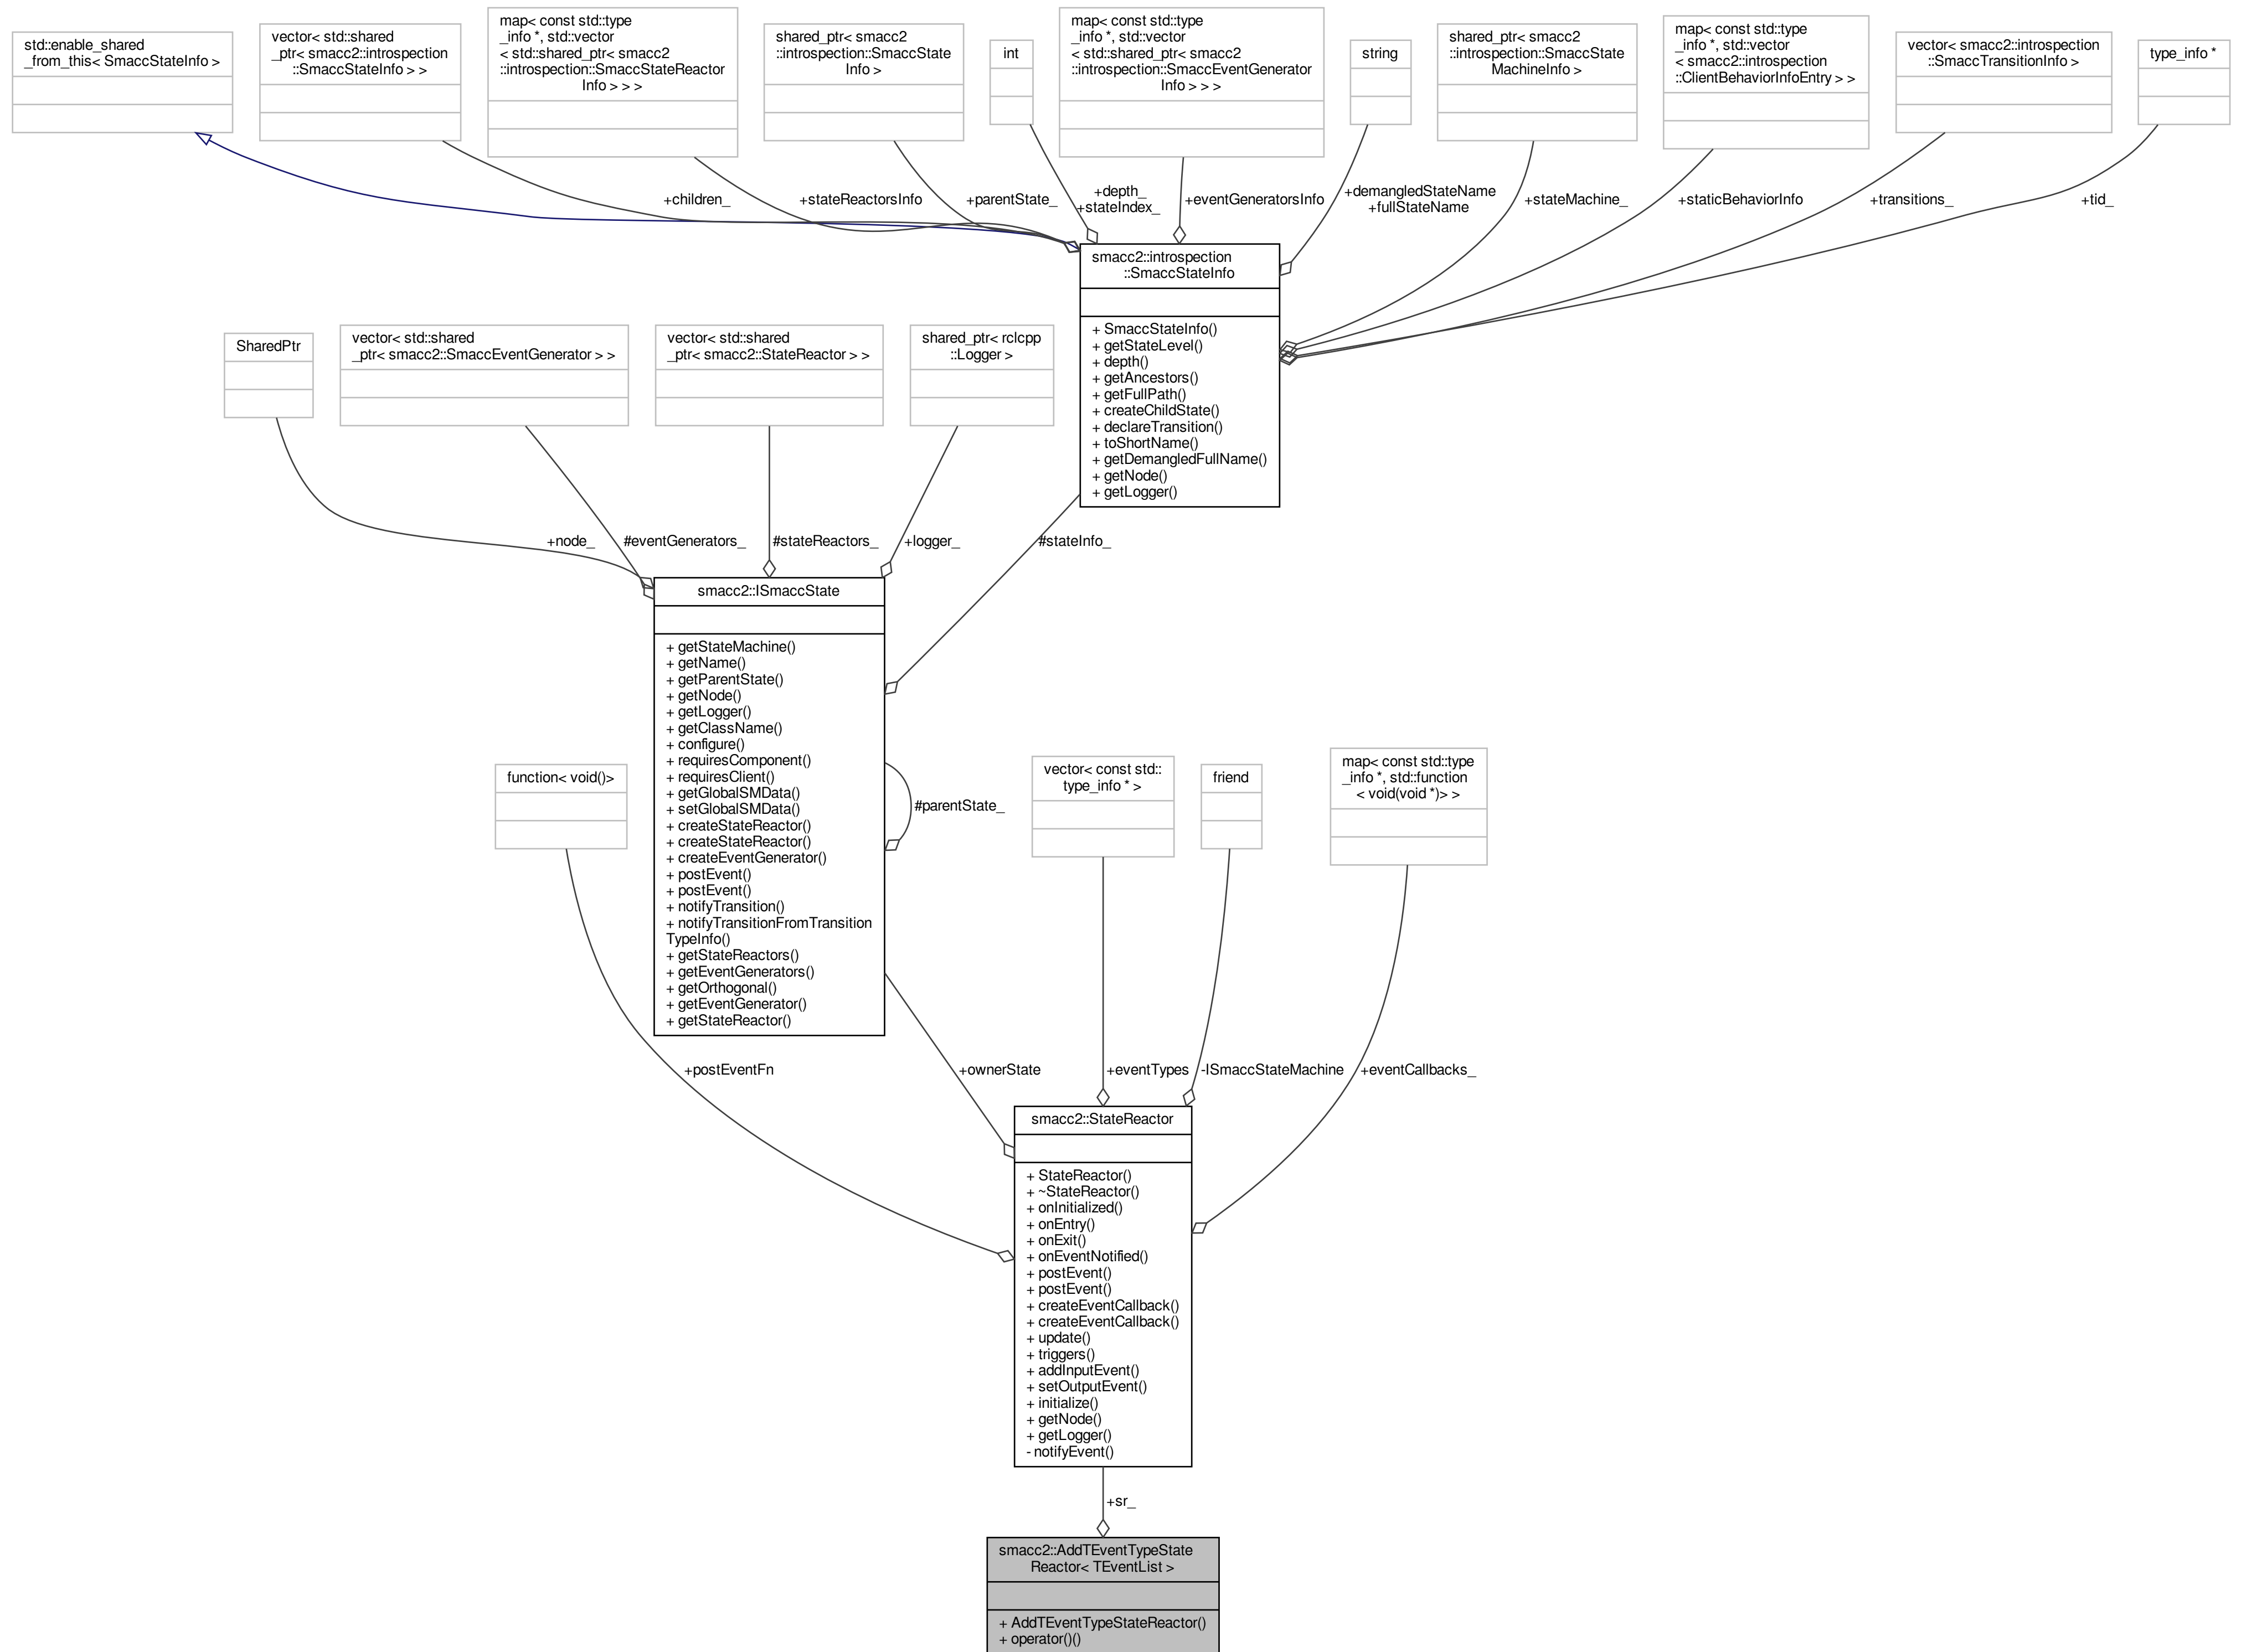 std::enable_shared
_from_this< SmaccStateInfo >
vector< std::shared
_ptr< smacc2::introspection
::SmaccStateInfo > >
map< const std::type
_info *, std::vector
< std::shared_ptr< smacc2
::introspection::SmaccStateReactor
Info > > >
shared_ptr< smacc2
::introspection::SmaccState
Info >
int
map< const std::type
_info *, std::vector
< std::shared_ptr< smacc2
::introspection::SmaccEventGenerator
Info > > >
string
shared_ptr< smacc2
::introspection::SmaccState
MachineInfo >
map< const std::type
_info *, std::vector
< smacc2::introspection
::ClientBehaviorInfoEntry > >
vector< smacc2::introspection
::SmaccTransitionInfo >
type_info *
+children_
+stateReactorsInfo
+parentState_
+depth_
+stateIndex_
+eventGeneratorsInfo
+demangledStateName
+fullStateName
+stateMachine_
+staticBehaviorInfo
+transitions_
+tid_
smacc2::introspection
::SmaccStateInfo
+ SmaccStateInfo()
+ getStateLevel()
+ depth()
+ getAncestors()
+ getFullPath()
+ createChildState()
+ declareTransition()
+ toShortName()
+ getDemangledFullName()
+ getNode()
+ getLogger()
SharedPtr
vector< std::shared
_ptr< smacc2::SmaccEventGenerator > >
vector< std::shared
_ptr< smacc2::StateReactor > >
shared_ptr< rclcpp
::Logger >
+node_
#eventGenerators_
#stateReactors_
+logger_
#stateInfo_
smacc2::ISmaccState
+ getStateMachine()
+ getName()
+ getParentState()
+ getNode()
+ getLogger()
+ getClassName()
+ configure()
+ requiresComponent()
+ requiresClient()
+ getGlobalSMData()
+ setGlobalSMData()
+ createStateReactor()
+ createStateReactor()
+ createEventGenerator()
+ postEvent()
+ postEvent()
+ notifyTransition()
+ notifyTransitionFromTransition
TypeInfo()
+ getStateReactors()
+ getEventGenerators()
+ getOrthogonal()
+ getEventGenerator()
+ getStateReactor()
#parentState_
function< void()>
vector< const std::
type_info * >
friend
map< const std::type
_info *, std::function
< void(void *)> >
+postEventFn
+ownerState
+eventTypes
-ISmaccStateMachine
+eventCallbacks_
smacc2::StateReactor
+ StateReactor()
+ ~StateReactor()
+ onInitialized()
+ onEntry()
+ onExit()
+ onEventNotified()
+ postEvent()
+ postEvent()
+ createEventCallback()
+ createEventCallback()
+ update()
+ triggers()
+ addInputEvent()
+ setOutputEvent()
+ initialize()
+ getNode()
+ getLogger()
- notifyEvent()
+sr_
smacc2::AddTEventTypeState
Reactor< TEventList >
+ AddTEventTypeStateReactor()
+ operator()()